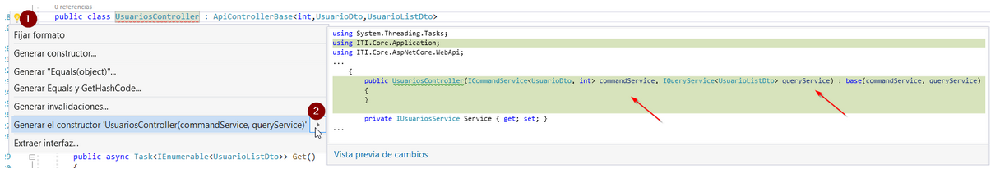 0 referencias
public class UsuariosController : ApiControllerBase<int,UsuarioDto,UsuarioListDto>
1
Fijar formato
Generar constructor...
Generar "Equals(object)"...
Generar Equals y GetHashCode...
Generar invalidaciones...
2
Generar el constructor 'UsuariosController(commandService, queryService)'
Extraer interfaz...
using System.Threading.Tasks;
using ITI.Core.Application;
using ITI.Core.AspNetCore.WebApi;
...
{
public UsuariosController(ICommandService<UsuarioDto, int> commandService, IQueryService<UsuarioListDto> queryService) : base(commandService, queryService)
{
}
private IUsuariosService Service { get; set; }
...
Vista previa de cambios
29 public async Task<IEnumerable<UsuarioListDto>> Get()
{